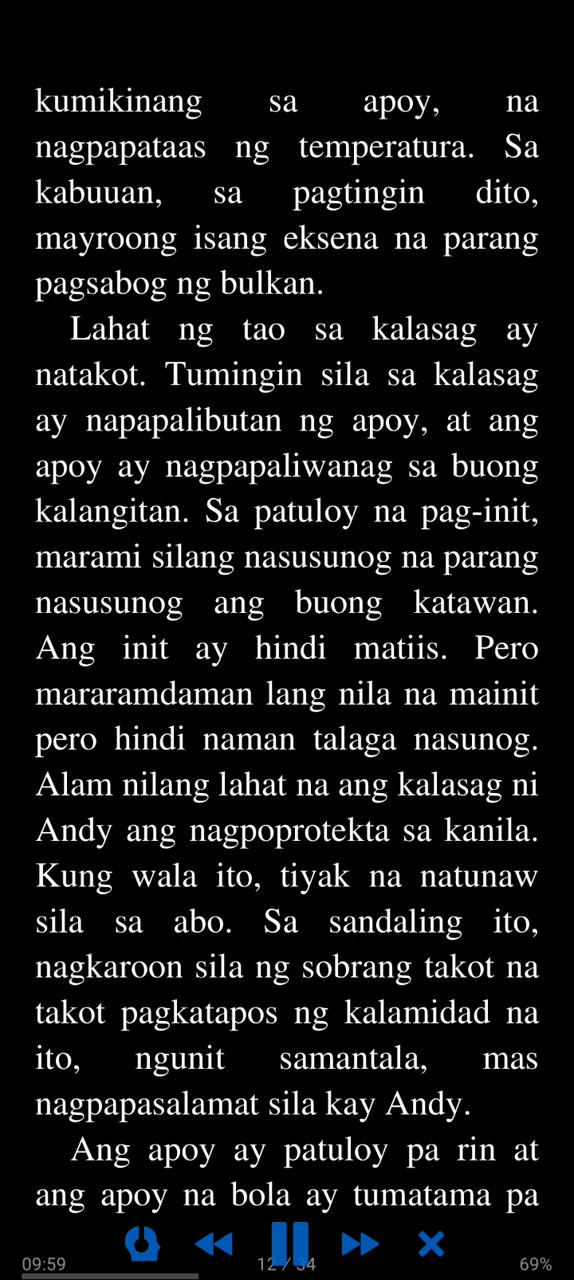 kumikinang sa apoy, na
nagpapataas ng temperatura. Sa
kabuuan, sa pagtingin dito,
mayroong isang eksena na parang
pagsabog ng bulkan.
Lahat ng tao sa kalasag ay
natakot. Tumingin sila sa kalasag
ay napapalibutan ng apoy, at ang
apoy ay nagpapaliwanag sa buong
kalangitan. Sa patuloy na pag-init,
marami silang nasusunog na parang
nasusunog ang buong katawan.
Ang init ay hindi matiis. Pero
mararamdaman lang nila na mainit
pero hindi naman talaga nasunog.
Alam nilang lahat na ang kalasag ni
Andy ang nagpoprotekta sa kanila.
Kung wala ito, tiyak na natunaw
sila sa abo. Sa sandaling ito,
nagkaroon sila ng sobrang takot na
takot pagkatapos ng kalamidad na
ito, ngunit samantala, mas
nagpapasalamat sila kay Andy.
Ang apoy ay patuloy pa rin at
ang apoy na bola ay tumatama pa
09:59 12 / 34 69%